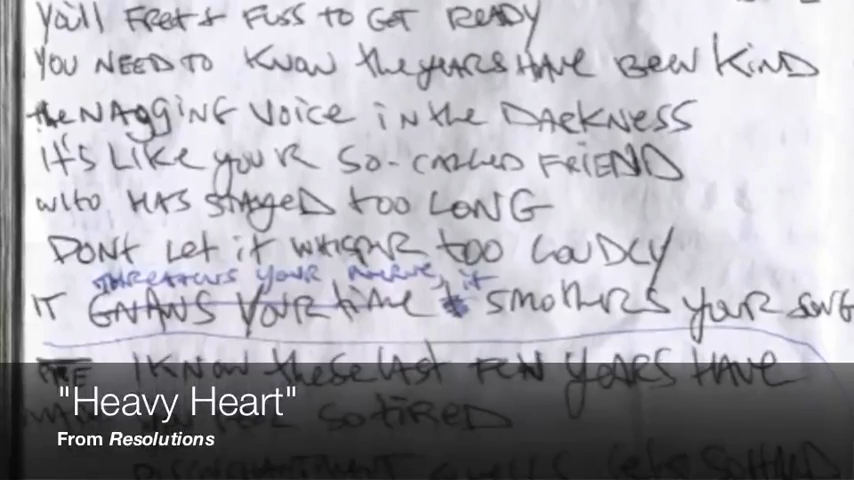 You'll FRET & FUSS TO GET READY
YOU NEED TO KNOW the yEARS HAVE BEEN KIND
the NAggING VOICE in the DARKNESS
it's LIKE yOUR SO-CALLED FRIEND
WHO HAS STAYED TOO LONG
DON'T LET it WHISPER too LOUDLY
THREATENS YOUR NERVE, it
IT GNAWS YOUR time & SMOTHERS yOUR SONG
I KNOW these last FEW YEARS HAVE
SO tiRED
"Heavy Heart"
From Resolutions